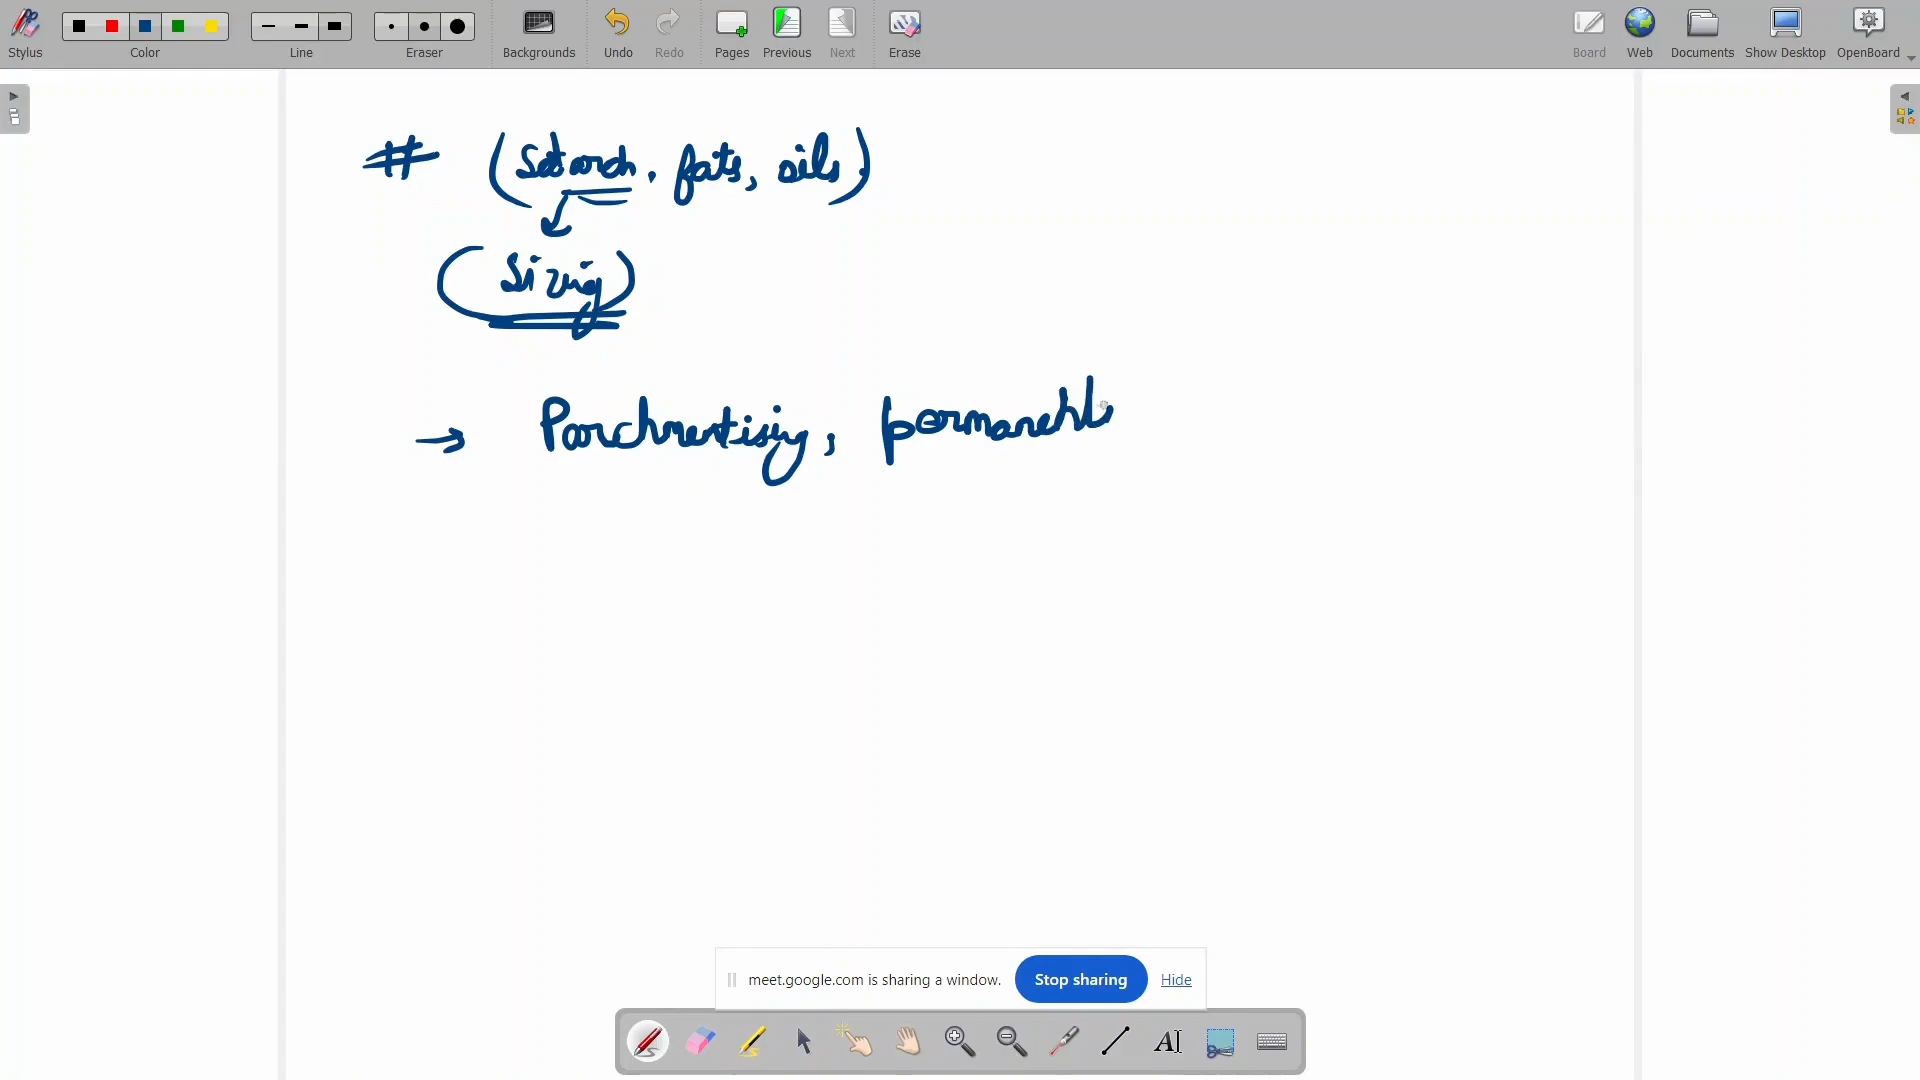 Stylus Color Line Eraser Backgrounds Undo Redo Pages Previous Next Erase Board Web Documents Show Desktop OpenBoard
# (Starch, fats, oils)
(Sizing)
→ Parchmentising, permanent
meet.google.com is sharing a window. Stop sharing Hide